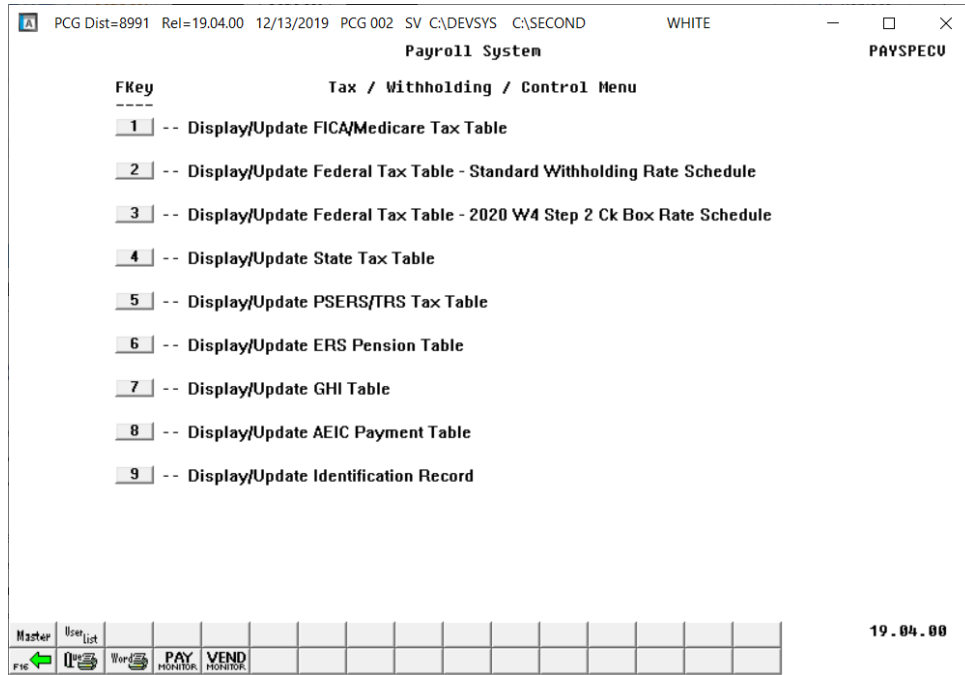 A PCG Dist=8991 Rel=19.04.00 12/13/2019 PCG 002 SV C:\DEVSYS C:\SECOND WHITE
Payroll System PAYSPECV
FKey Tax / Withholding / Control Menu
----
1 -- Display/Update FICA/Medicare Tax Table
2 -- Display/Update Federal Tax Table - Standard Withholding Rate Schedule
3 -- Display/Update Federal Tax Table - 2020 W4 Step 2 Ck Box Rate Schedule
4 -- Display/Update State Tax Table
5 -- Display/Update PSERS/TRS Tax Table
6 -- Display/Update ERS Pension Table
7 -- Display/Update GHI Table
8 -- Display/Update AEIC Payment Table
9 -- Display/Update Identification Record
Master User List 19.04.00
F16 Que Word PAY MONITOR VEND MONITOR